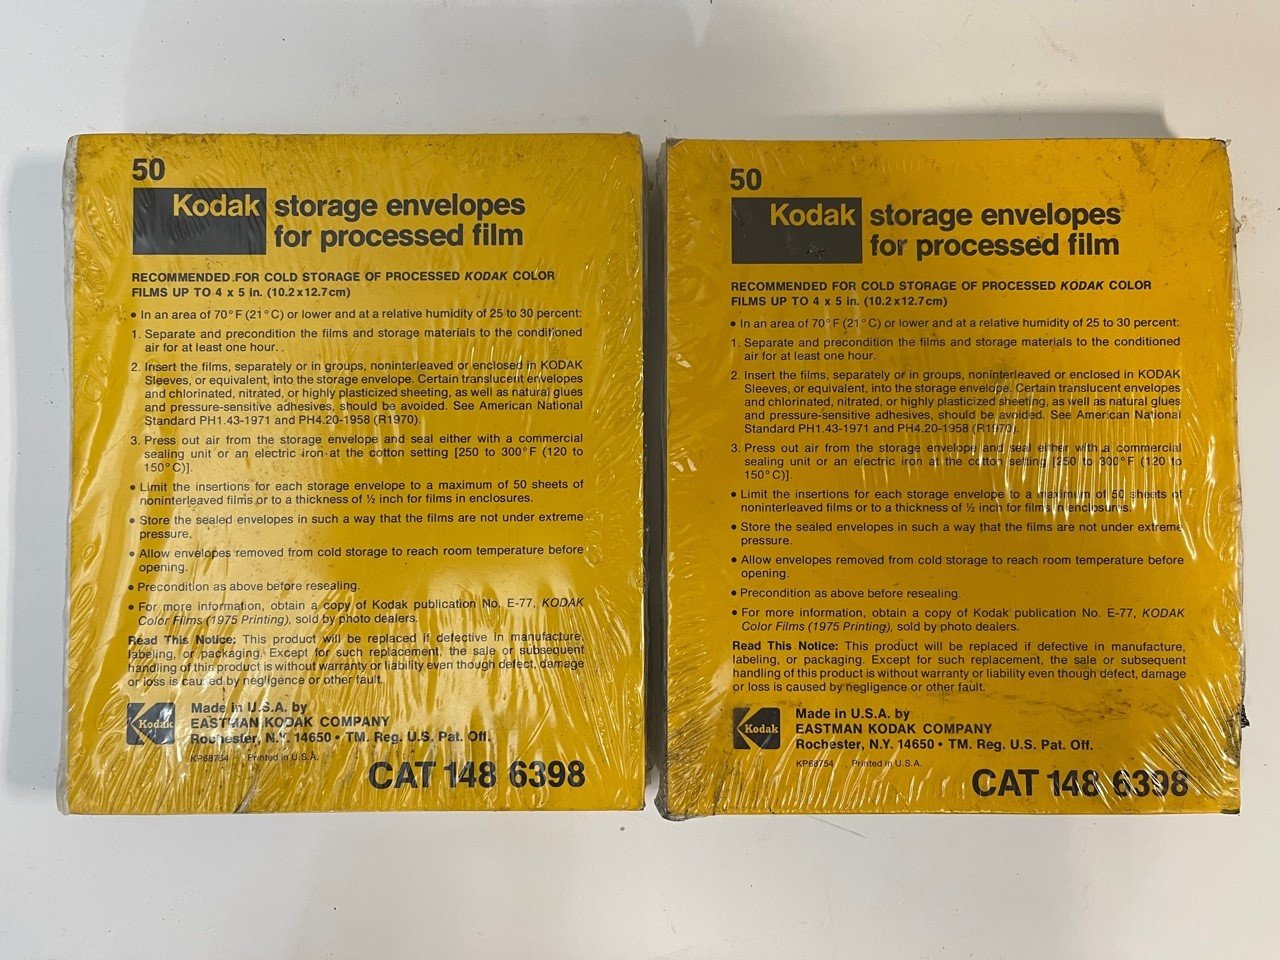 50
Kodak storage envelopes
for processed film
RECOMMENDED FOR COLD STORAGE OF PROCESSED KODAK COLOR
FILMS UP TO 4 x 5 in. (10.2 x 12.7 cm)
• In an area of 70°F (21°C) or lower and at a relative humidity of 25 to 30 percent:
1. Separate and precondition the films and storage materials to the conditioned
air for at least one hour.
2. Insert the films, separately or in groups, noninterleaved or enclosed in KODAK
Sleeves, or equivalent, into the storage envelope. Certain translucent envelopes
and chlorinated, nitrated, or highly plasticized sheeting, as well as natural glues
and pressure-sensitive adhesives, should be avoided. See American National
Standard PH1.43-1971 and PH4.20-1958 (R1970).
3. Press out air from the storage envelope and seal either with a commercial
sealing unit or an electric iron at the cotton setting [250 to 300°F (120 to
150°C)].
• Limit the insertions for each storage envelope to a maximum of 50 sheets of
noninterleaved films or to a thickness of ½ inch for films in enclosures.
• Store the sealed envelopes in such a way that the films are not under extreme
pressure.
• Allow envelopes removed from cold storage to reach room temperature before
opening.
• Precondition as above before resealing.
• For more information, obtain a copy of Kodak publication No. E-77, KODAK
Color Films (1975 Printing), sold by photo dealers.
Read This Notice: This product will be replaced if defective in manufacture,
labeling, or packaging. Except for such replacement, the sale or subsequent
handling of this product is without warranty or liability even though defect, damage
or loss is caused by negligence or other fault.
Kodak
Made in U.S.A. by
EASTMAN KODAK COMPANY
Rochester, N.Y. 14650 • TM. Reg. U.S. Pat. Off.
KP68754 Printed in U.S.A.
CAT 148 6398
50
Kodak storage envelopes
for processed film
RECOMMENDED FOR COLD STORAGE OF PROCESSED KODAK COLOR
FILMS UP TO 4 x 5 in. (10.2 x 12.7 cm)
• In an area of 70°F (21°C) or lower and at a relative humidity of 25 to 30 percent:
1. Separate and precondition the films and storage materials to the conditioned
air for at least one hour.
2. Insert the films, separately or in groups, noninterleaved or enclosed in KODAK
Sleeves, or equivalent, into the storage envelope. Certain translucent envelopes
and chlorinated, nitrated, or highly plasticized sheeting, as well as natural glues
and pressure-sensitive adhesives, should be avoided. See American National
Standard PH1.43-1971 and PH4.20-1958 (R1970).
3. Press out air from the storage envelope and seal either with a commercial
sealing unit or an electric iron at the cotton setting [250 to 300°F (120 to
150°C)].
• Limit the insertions for each storage envelope to a maximum of 50 sheets of
noninterleaved films or to a thickness of ½ inch for films in enclosures.
• Store the sealed envelopes in such a way that the films are not under extreme
pressure.
• Allow envelopes removed from cold storage to reach room temperature before
opening.
• Precondition as above before resealing.
• For more information, obtain a copy of Kodak publication No. E-77, KODAK
Color Films (1975 Printing), sold by photo dealers.
Read This Notice: This product will be replaced if defective in manufacture,
labeling, or packaging. Except for such replacement, the sale or subsequent
handling of this product is without warranty or liability even though defect, damage
or loss is caused by negligence or other fault.
Kodak
Made in U.S.A. by
EASTMAN KODAK COMPANY
Rochester, N.Y. 14650 • TM. Reg. U.S. Pat. Off.
KP68754 Printed in U.S.A.
CAT 148 6398